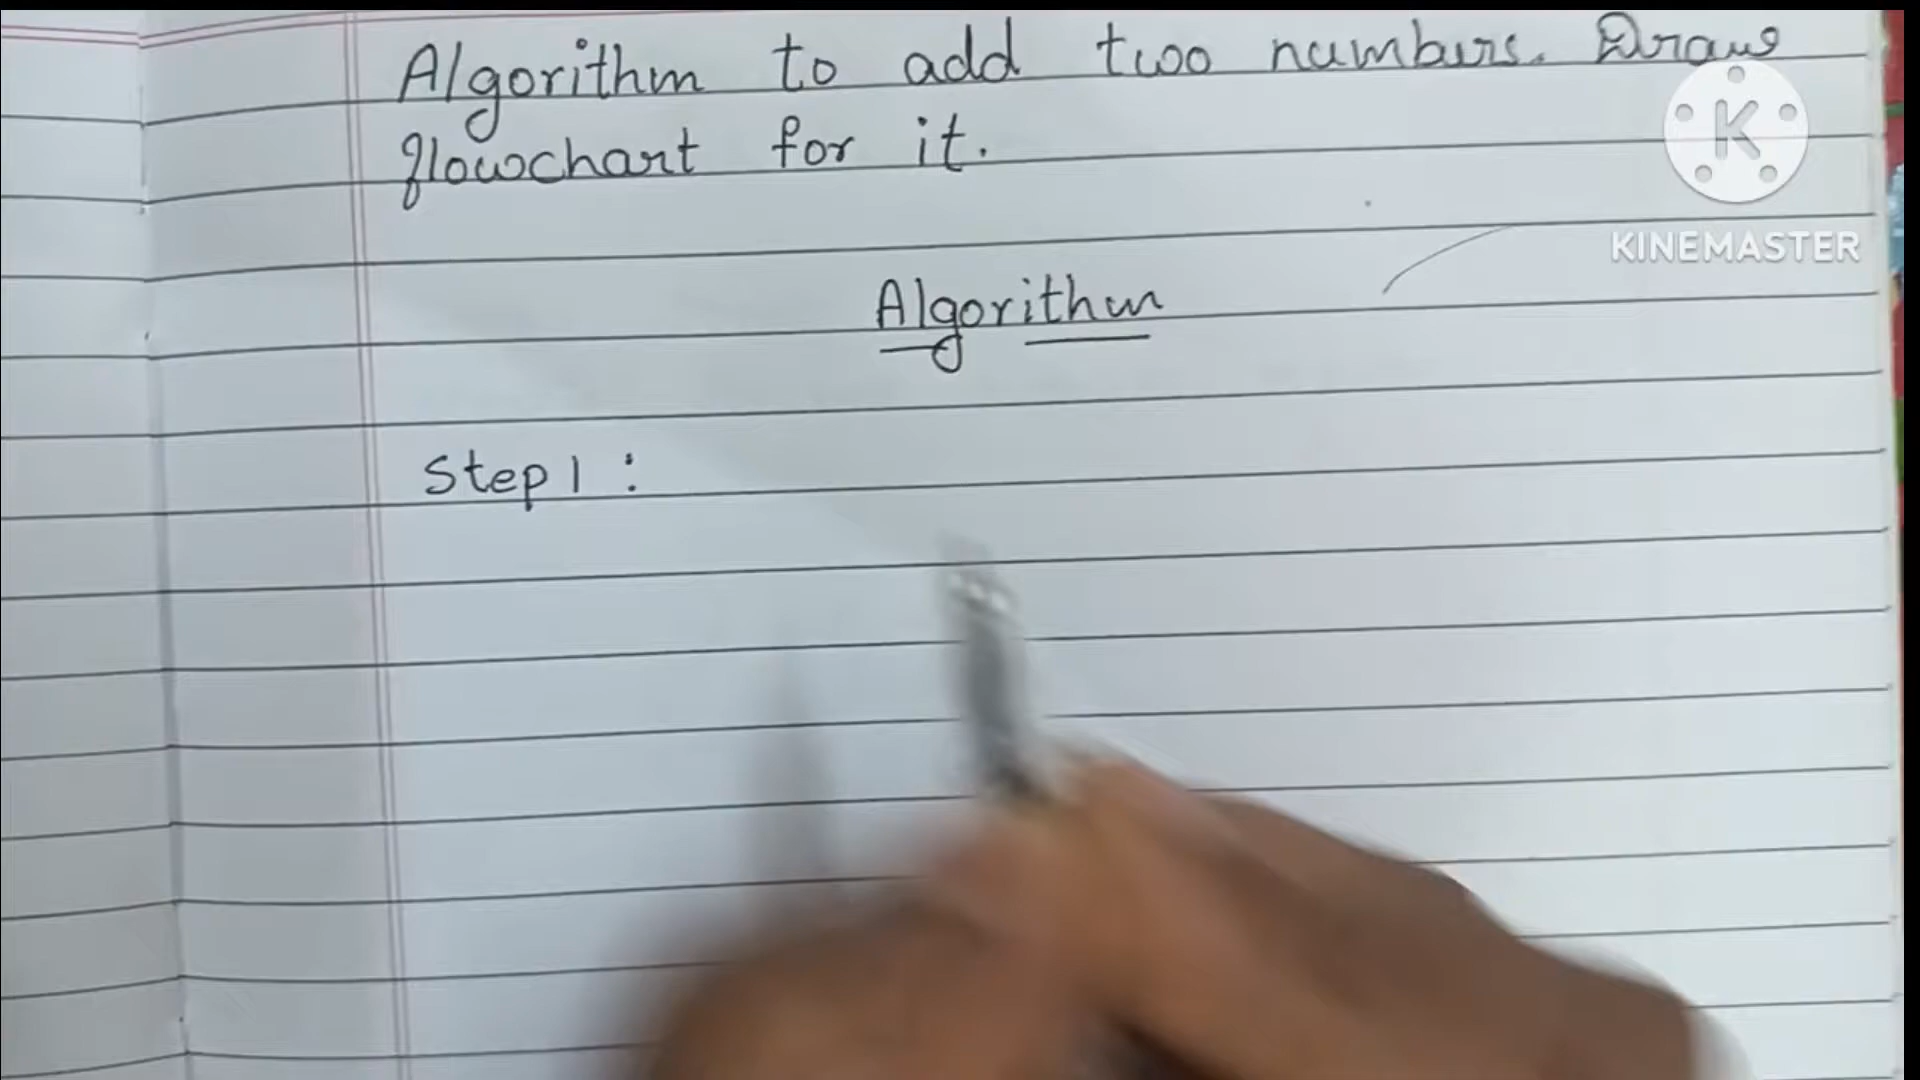 Algorithm to add two numbers. Draw
flowchart for it.
K
KINEMASTER
Algorithm
Step 1 :